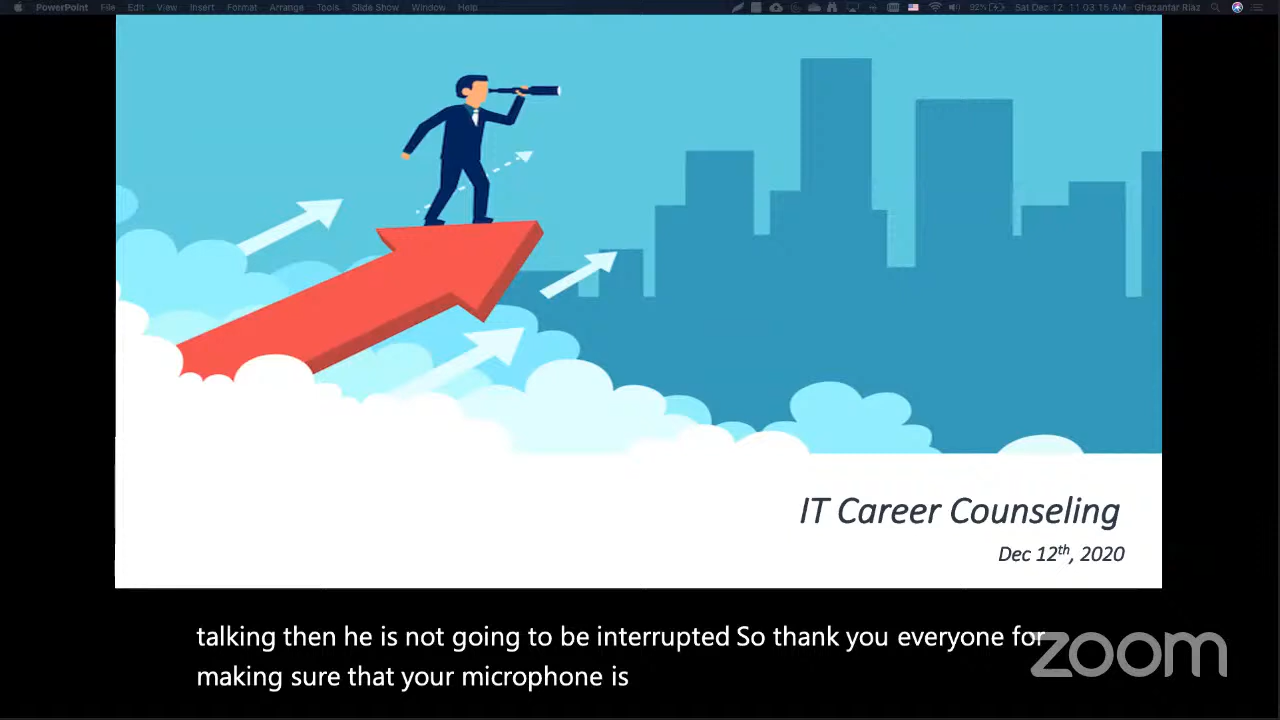 PowerPoint File Edit View Insert Format Arrange Tools Slide Show Window Help 92% Sat Dec 12 11:03:15 AM Ghazanfar Riaz
IT Career Counseling
Dec 12th, 2020
talking then he is not going to be interrupted So thank you everyone for
making sure that your microphone is
zoom